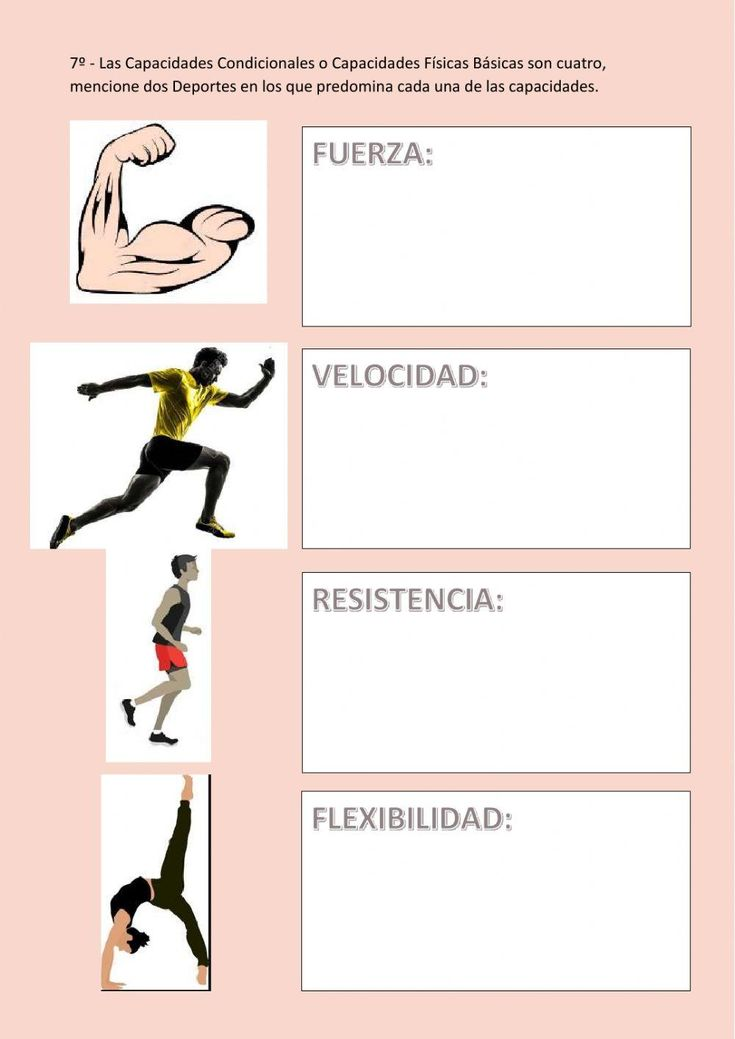 7º - Las Capacidades Condicionales o Capacidades Físicas Básicas son cuatro,
mencione dos Deportes en los que predomina cada una de las capacidades.
FUERZA:
VELOCIDAD:
RESISTENCIA:
FLEXIBILIDAD: